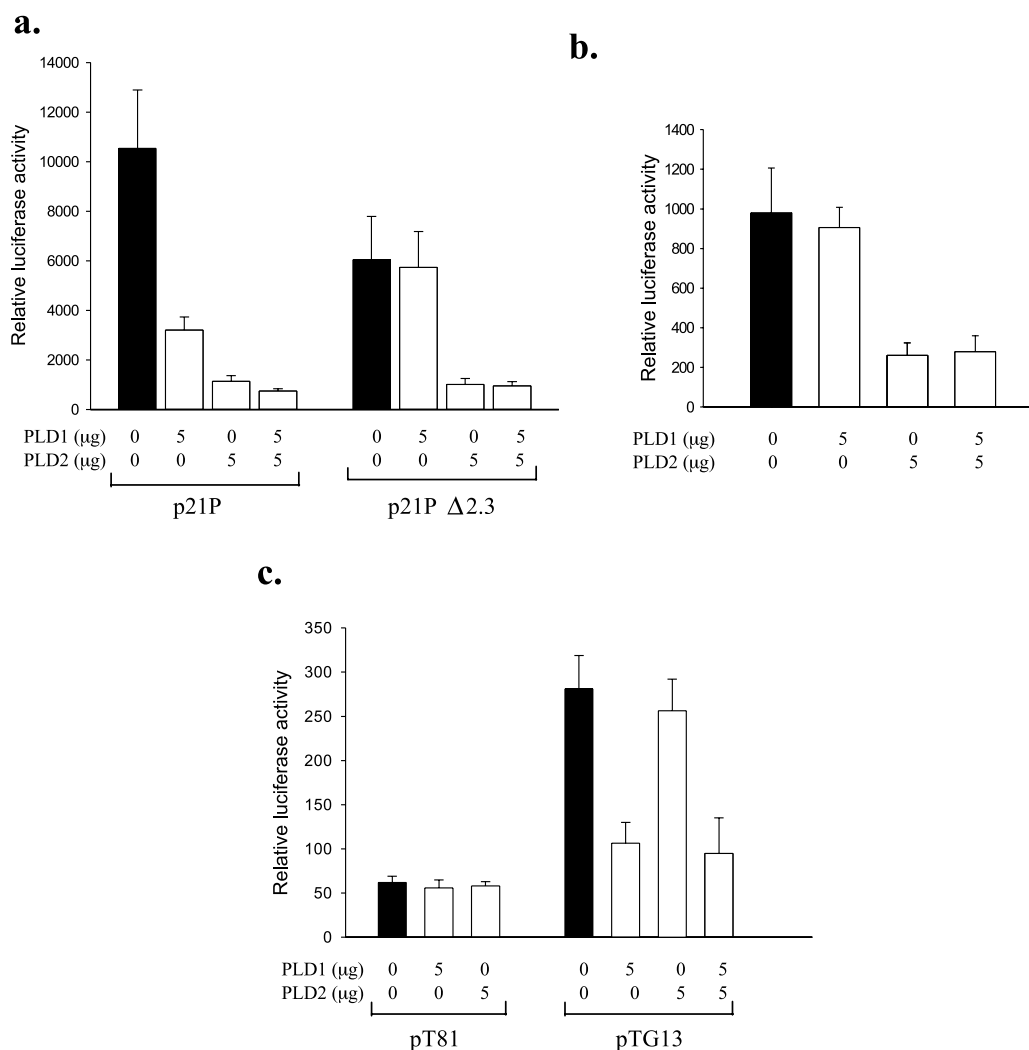 a.
14000
12000
10000
8000
6000
4000
2000
0
Relative luciferase activity
PLD1 (µg) 0 5 0 5 0 5 0 5
PLD2 (µg) 0 0 5 5 0 0 5 5
p21P p21P Δ2.3
b.
1400
1200
1000
800
600
400
200
0
Relative luciferase activity
PLD1 (µg) 0 5 0 5
PLD2 (µg) 0 0 5 5
c.
350
300
250
200
150
100
50
0
Relative luciferase activity
PLD1 (µg) 0 5 0 0 5 0 5
PLD2 (µg) 0 0 5 0 0 5 5
pT81 pTG13